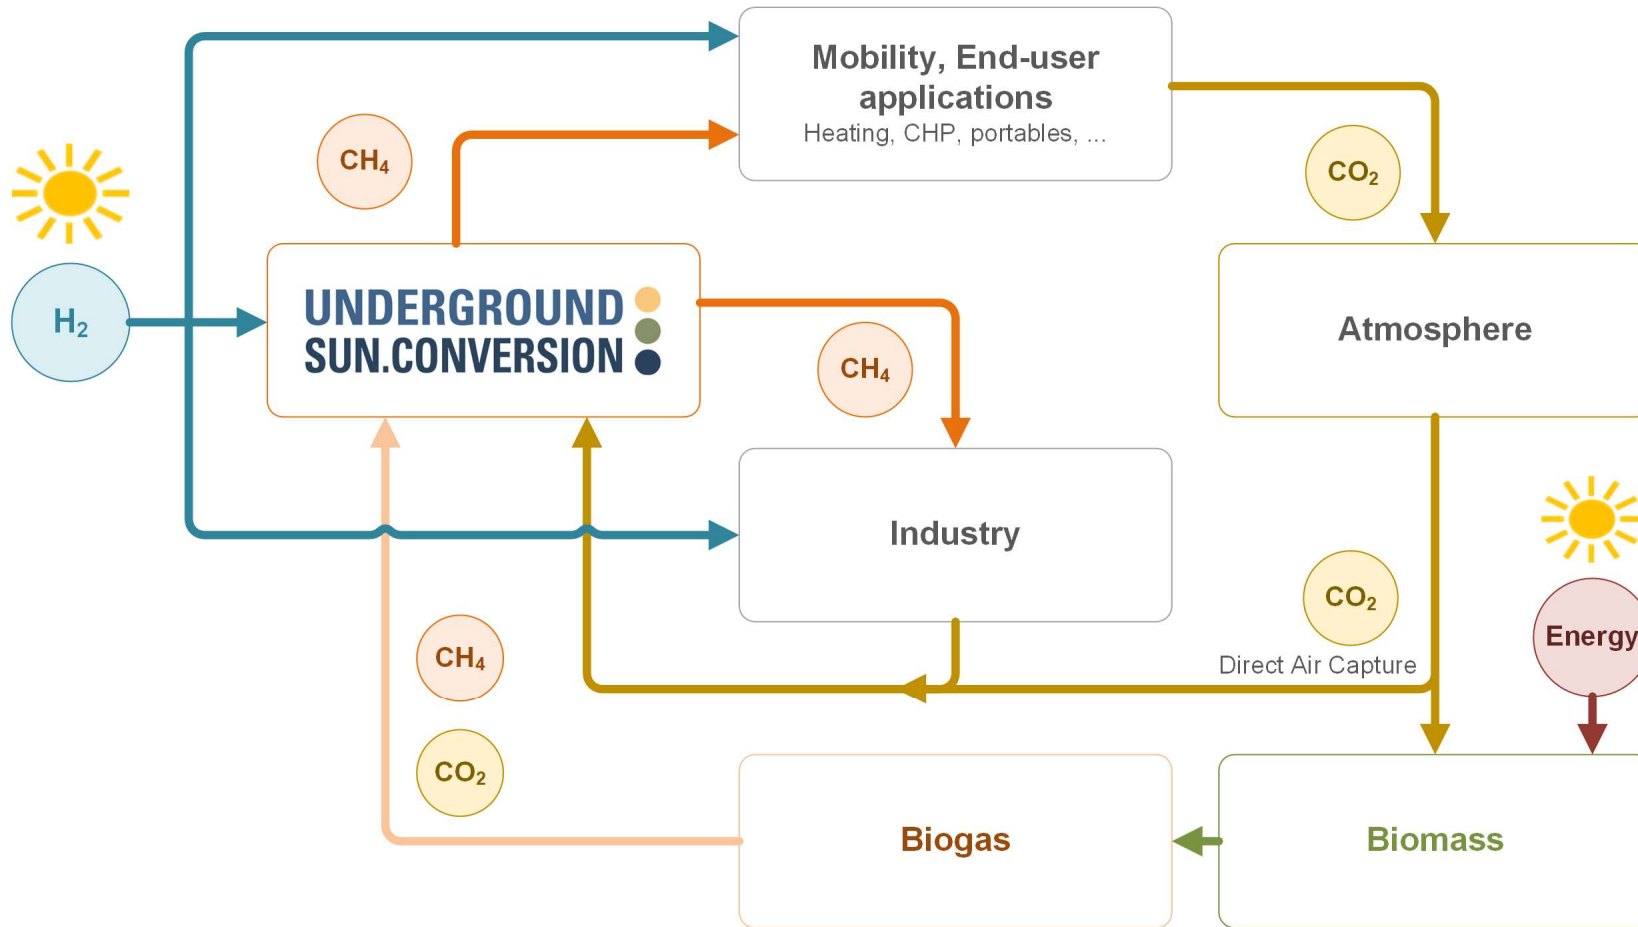 Mobility, End-user
applications
Heating, CHP, portables, ...
CH₄
CO₂
H₂
UNDERGROUND
SUN.CONVERSION
CH₄
Atmosphere
Industry
CO₂
Direct Air Capture
Energy
CH₄
CO₂
Biogas
Biomass